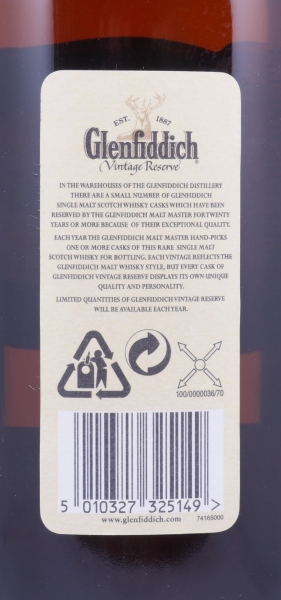 EST. 1887
Glenfiddich
Vintage Reserve
IN THE WAREHOUSES OF THE GLENFIDDICH DISTILLERY
THERE ARE A SMALL NUMBER OF GLENFIDDICH
SINGLE MALT SCOTCH WHISKY CASKS WHICH HAVE BEEN
RESERVED BY THE GLENFIDDICH MALT MASTER FOR TWENTY
YEARS OR MORE BECAUSE OF THEIR EXCEPTIONAL QUALITY.
EACH YEAR THE GLENFIDDICH MALT MASTER HAND-PICKS
ONE OR MORE CASKS OF THIS RARE SINGLE MALT
SCOTCH WHISKY FOR BOTTLING. EACH VINTAGE REFLECTS THE
GLENFIDDICH MALT WHISKY STYLE, BUT EVERY CASK OF
GLENFIDDICH VINTAGE RESERVE DISPLAYS ITS OWN UNIQUE
QUALITY AND PERSONALITY.
LIMITED QUANTITIES OF GLENFIDDICH VINTAGE RESERVE
WILL BE AVAILABLE EACH YEAR.
100/0000036/70
5 010327 325149 >
www.glenfiddich.com 74165000